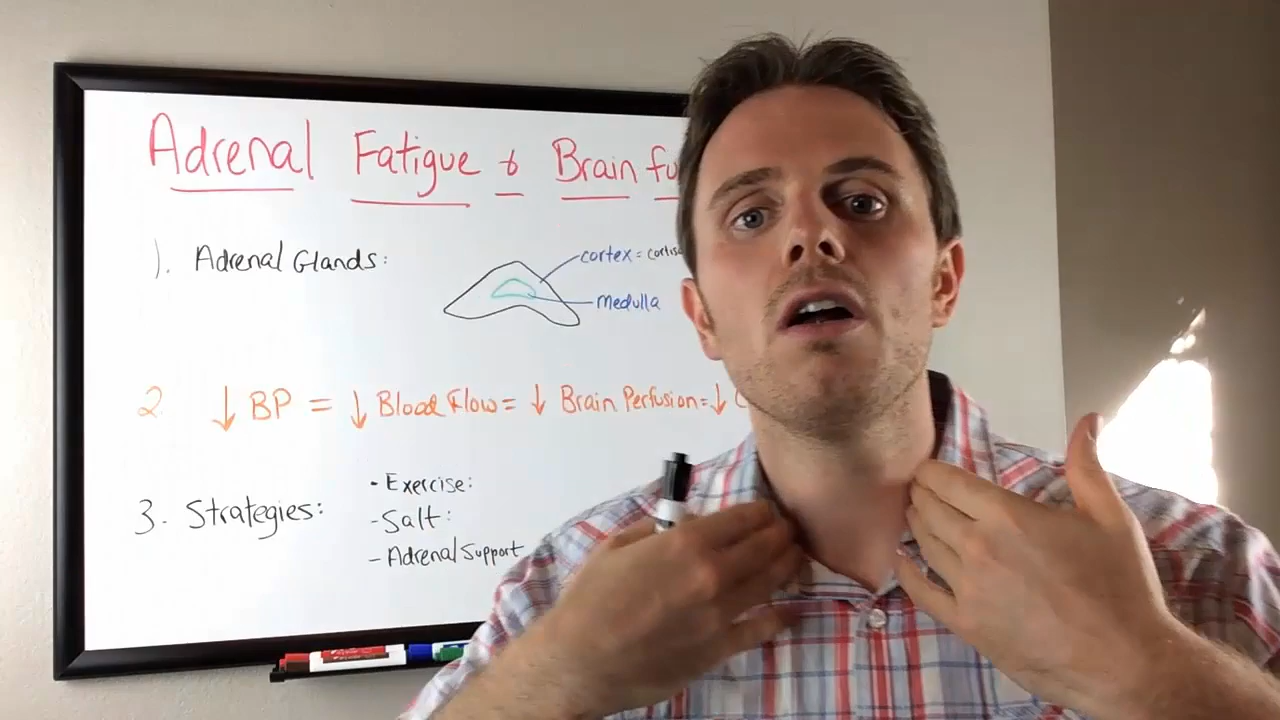 Adrenal Fatigue & Brain fu
1. Adrenal Glands:
cortex = cortis
medulla
2. ↓ BP = ↓ Blood Flow = ↓ Brain Perfusion = ↓
3. Strategies:
- Exercise:
- Salt:
- Adrenal Support